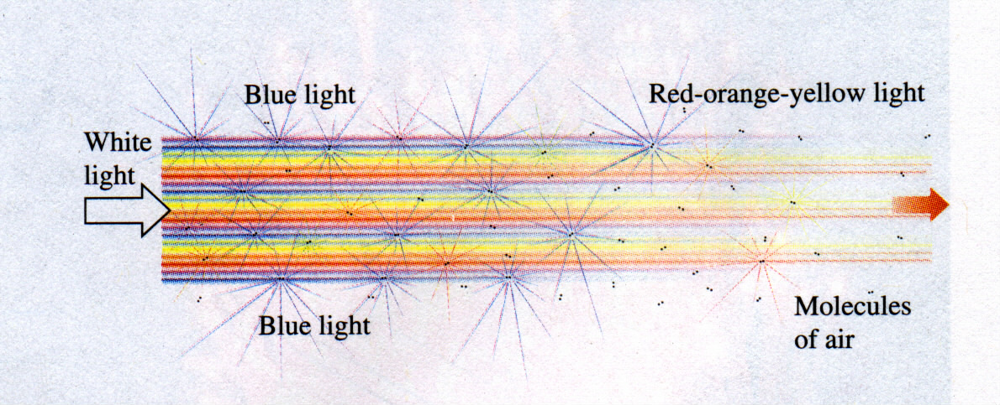 Blue light
Red-orange-yellow light
White
light
Blue light
Molecules
of air